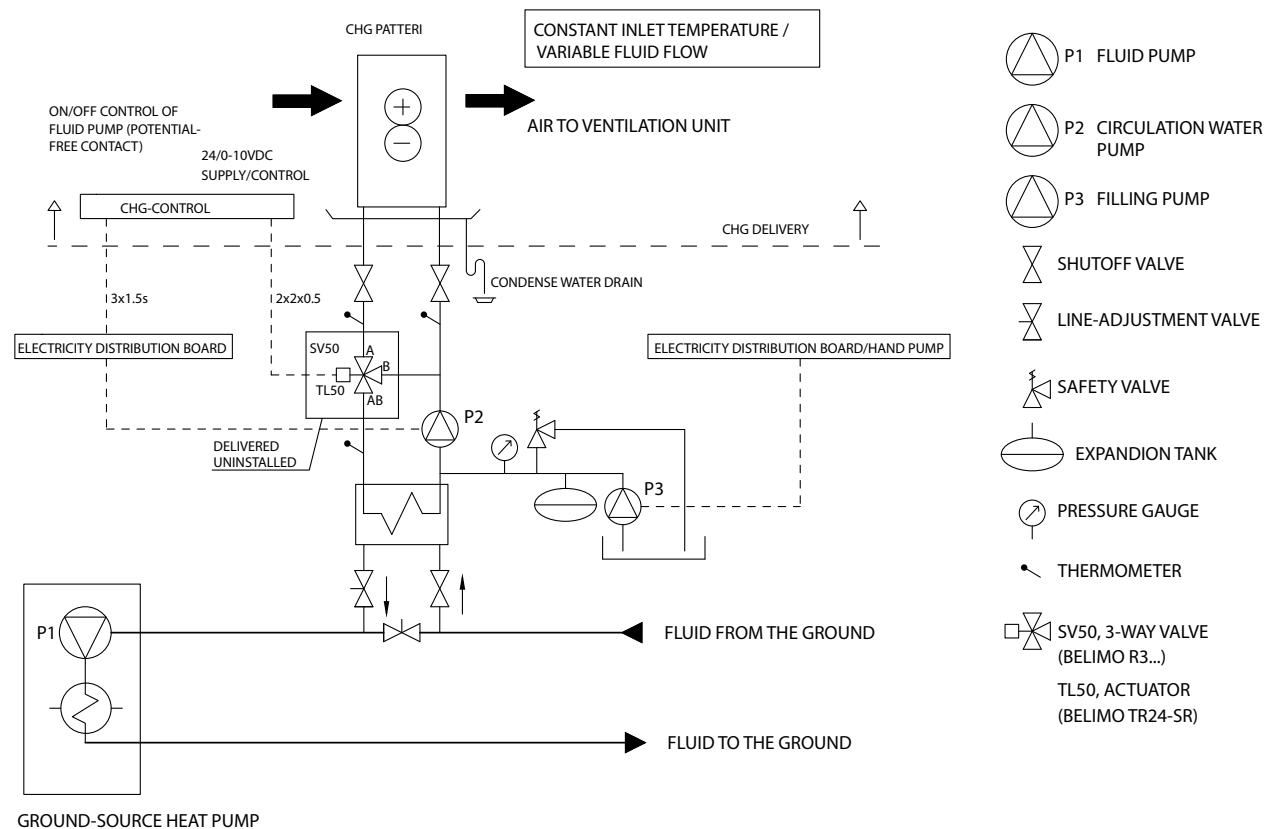 CHG PATTERI
CONSTANT INLET TEMPERATURE /
VARIABLE FLUID FLOW
AIR TO VENTILATION UNIT
ON/OFF CONTROL OF
FLUID PUMP (POTENTIAL-
FREE CONTACT)
24/0-10VDC
SUPPLY/CONTROL
CHG-CONTROL
CHG DELIVERY
CONDENSE WATER DRAIN
3x1.5s
2x2x0.5
ELECTRICITY DISTRIBUTION BOARD
SV50
A
B
TL50
AB
ELECTRICITY DISTRIBUTION BOARD/HAND PUMP
P2
DELIVERED
UNINSTALLED
P3
P1
FLUID FROM THE GROUND
FLUID TO THE GROUND
GROUND-SOURCE HEAT PUMP
P1 FLUID PUMP
P2 CIRCULATION WATER
PUMP
P3 FILLING PUMP
SHUTOFF VALVE
LINE-ADJUSTMENT VALVE
SAFETY VALVE
EXPANDION TANK
PRESSURE GAUGE
THERMOMETER
SV50, 3-WAY VALVE
(BELIMO R3...)
TL50, ACTUATOR
(BELIMO TR24-SR)